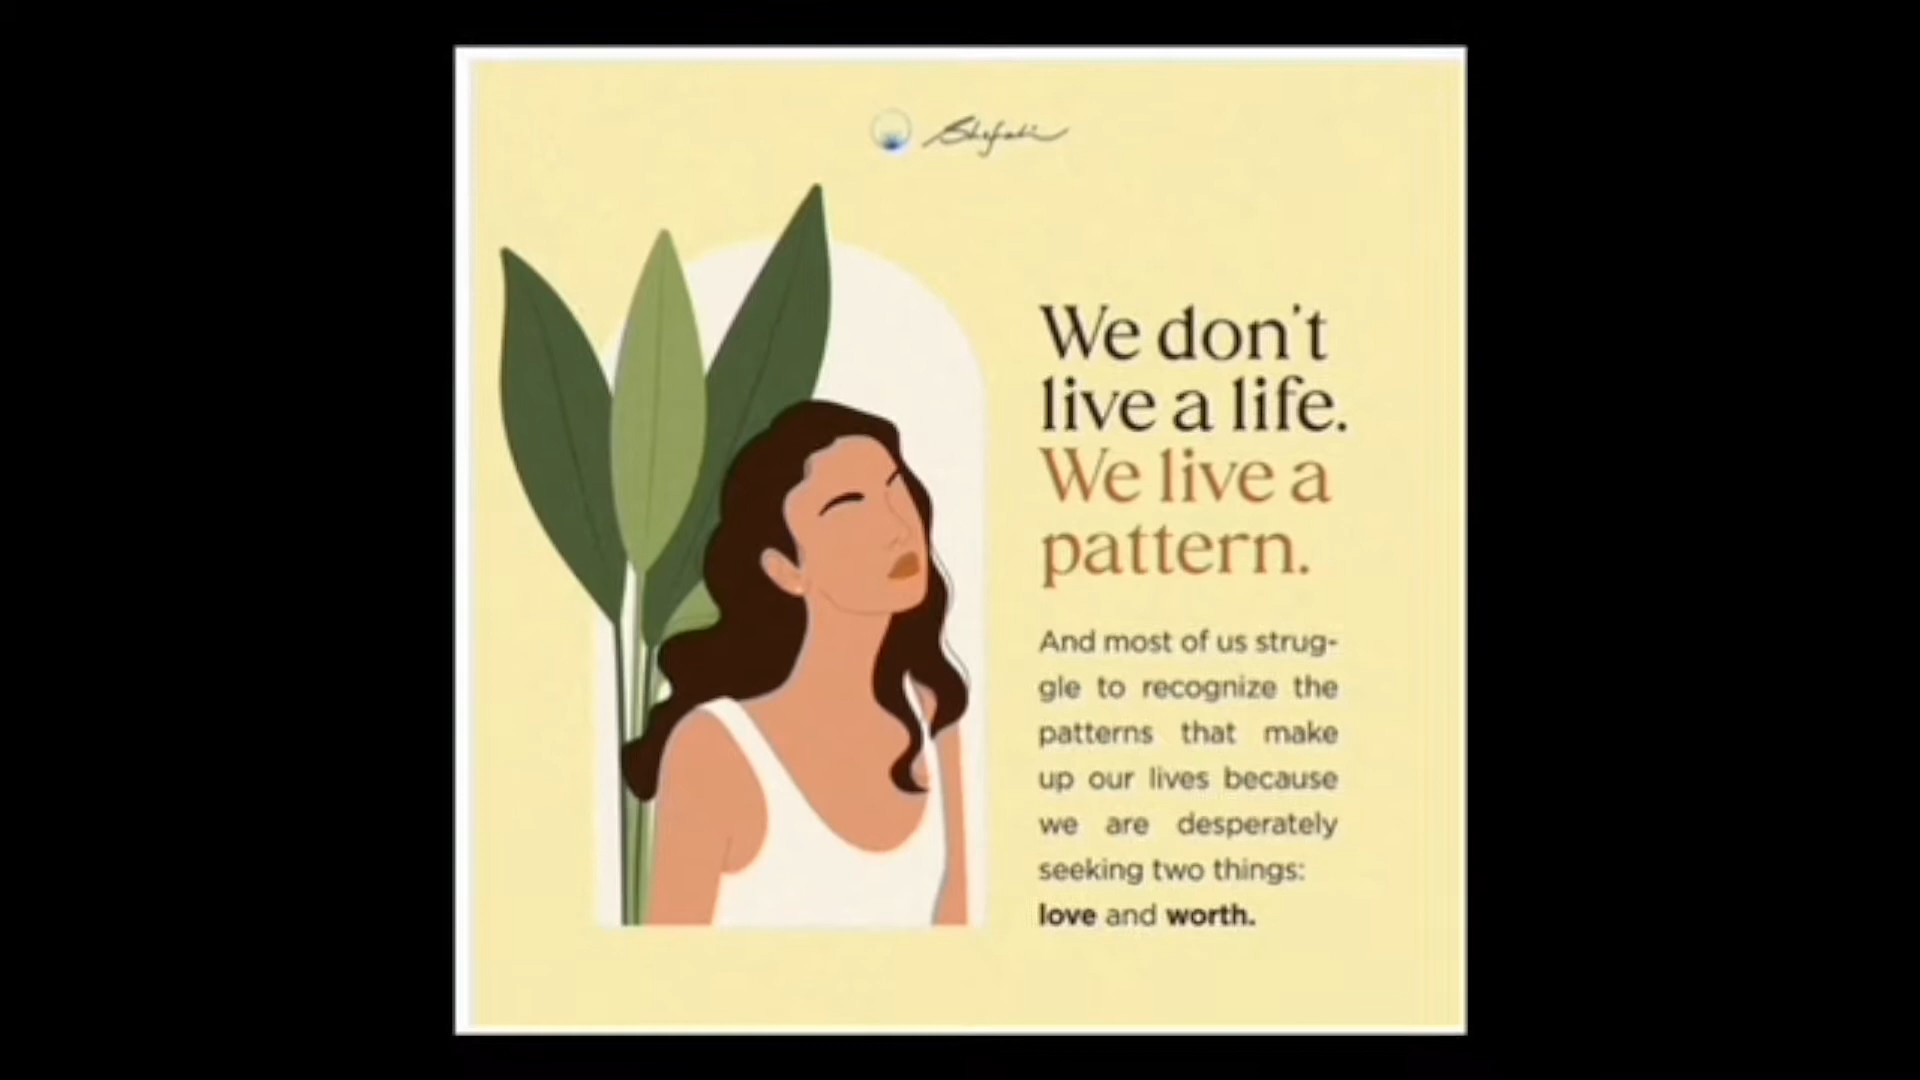 Shefali
We don't
live a life.
We live a
pattern.
And most of us strug-
gle to recognize the
patterns that make
up our lives because
we are desperately
seeking two things:
love and worth.